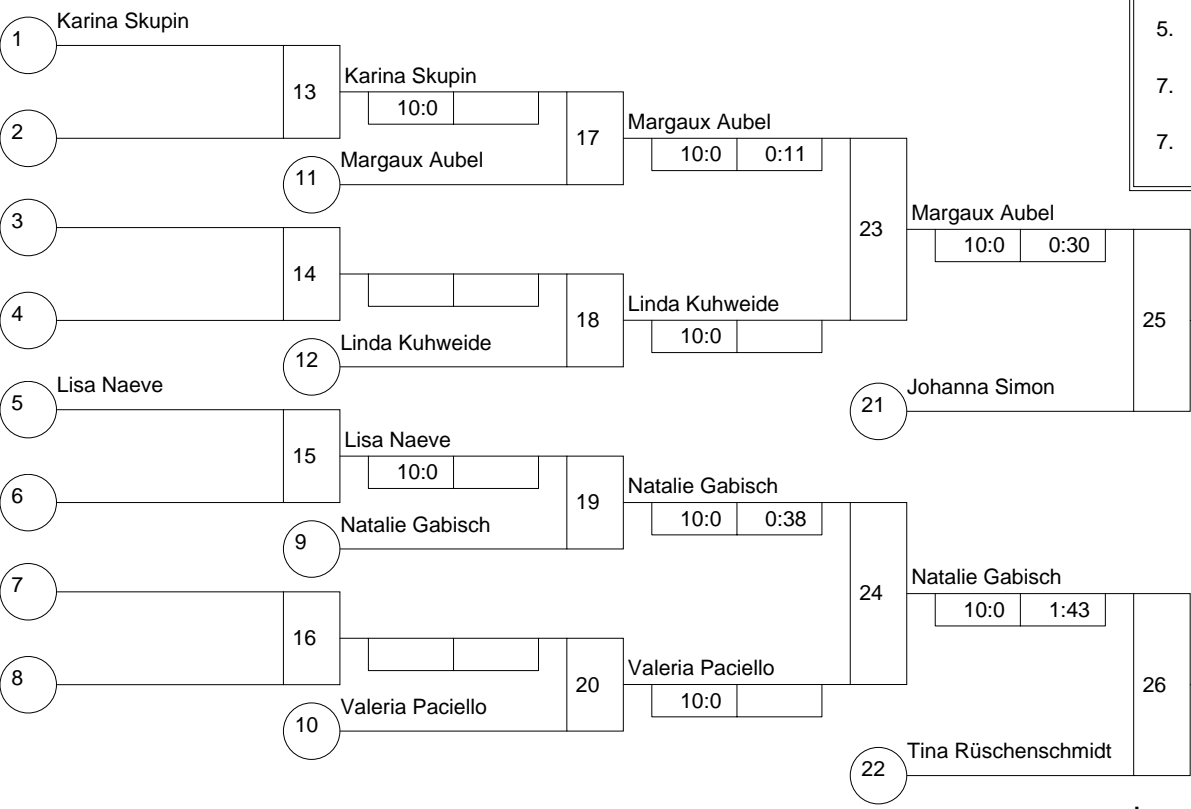 Karina Skupin
5.
1
13
Karina Skupin
7.
10:0
2
17
Margaux Aubel
7.
10:0 0:11
Margaux Aubel
11
3
Margaux Aubel
23
10:0 0:30
14
Linda Kuhweide
4
18
10:0
25
Linda Kuhweide
12
Lisa Naeve
Johanna Simon
5
21
Lisa Naeve
15
10:0
Natalie Gabisch
6
19
10:0 0:38
Natalie Gabisch
9
7
Natalie Gabisch
24
10:0 1:43
16
Valeria Paciello
8
20
10:0
26
Valeria Paciello
10
Tina Rüschenschmidt
22